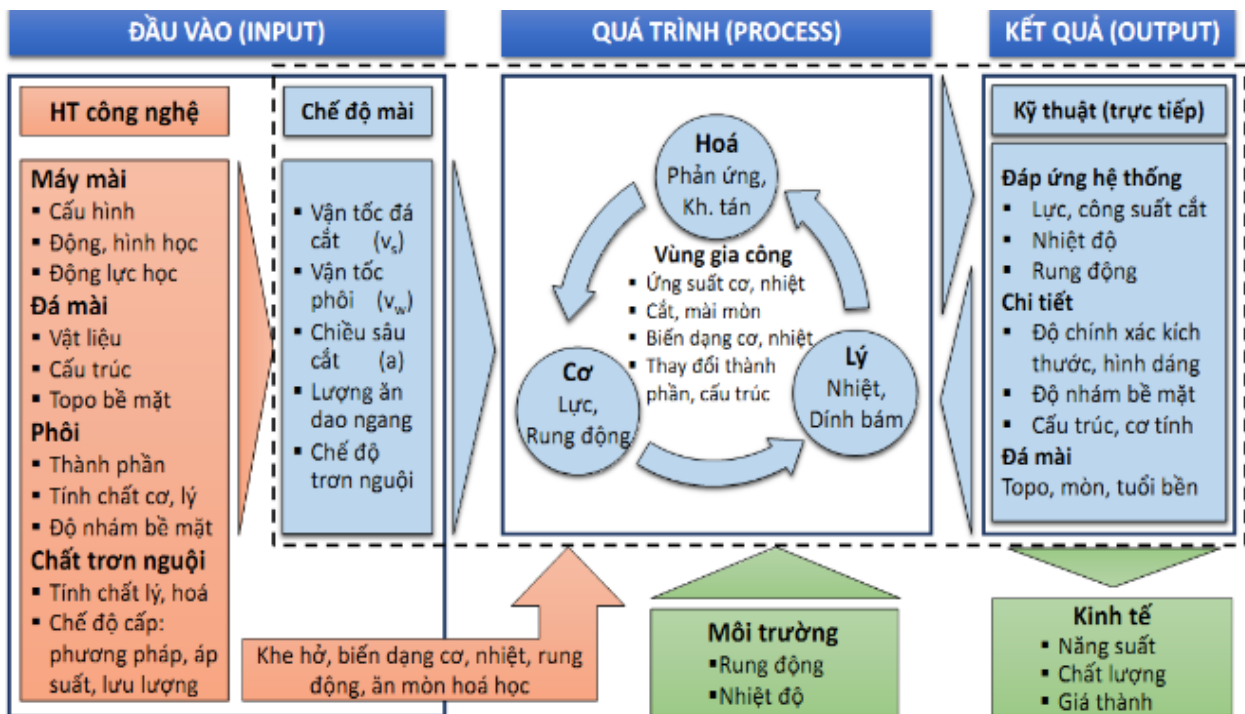 ĐẦU VÀO (INPUT)
QUÁ TRÌNH (PROCESS)
KẾT QUẢ (OUTPUT)
HT công nghệ
Máy mài
▪ Cấu hình
▪ Động, hình học
▪ Động lực học
Đá mài
▪ Vật liệu
▪ Cấu trúc
▪ Topo bề mặt
Phôi
▪ Thành phần
▪ Tính chất cơ, lý
▪ Độ nhám bề mặt
Chất trơn nguội
▪ Tính chất lý, hoá
▪ Chế độ cấp:
phương pháp, áp
suất, lưu lượng
Chế độ mài
▪ Vận tốc đá
cắt (vs)
▪ Vận tốc
phôi (vw)
▪ Chiều sâu
cắt (a)
▪ Lượng ăn
dao ngang
▪ Chế độ
trơn nguội
Hoá
Phản ứng,
Kh. tán
Vùng gia công
▪ Ứng suất cơ, nhiệt
▪ Cắt, mài mòn
▪ Biến dạng cơ, nhiệt
▪ Thay đổi thành
phần, cấu trúc
Cơ
Lực,
Rung động
Lý
Nhiệt,
Dính bám
Kỹ thuật (trực tiếp)
Đáp ứng hệ thống
▪ Lực, công suất cắt
▪ Nhiệt độ
▪ Rung động
Chi tiết
▪ Độ chính xác kích
thước, hình dáng
▪ Độ nhám bề mặt
▪ Cấu trúc, cơ tính
Đá mài
Topo, mòn, tuổi bền
Khe hở, biến dạng cơ, nhiệt, rung
động, ăn mòn hoá học
Môi trường
▪Rung động
▪Nhiệt độ
Kinh tế
▪ Năng suất
▪ Chất lượng
▪ Giá thành